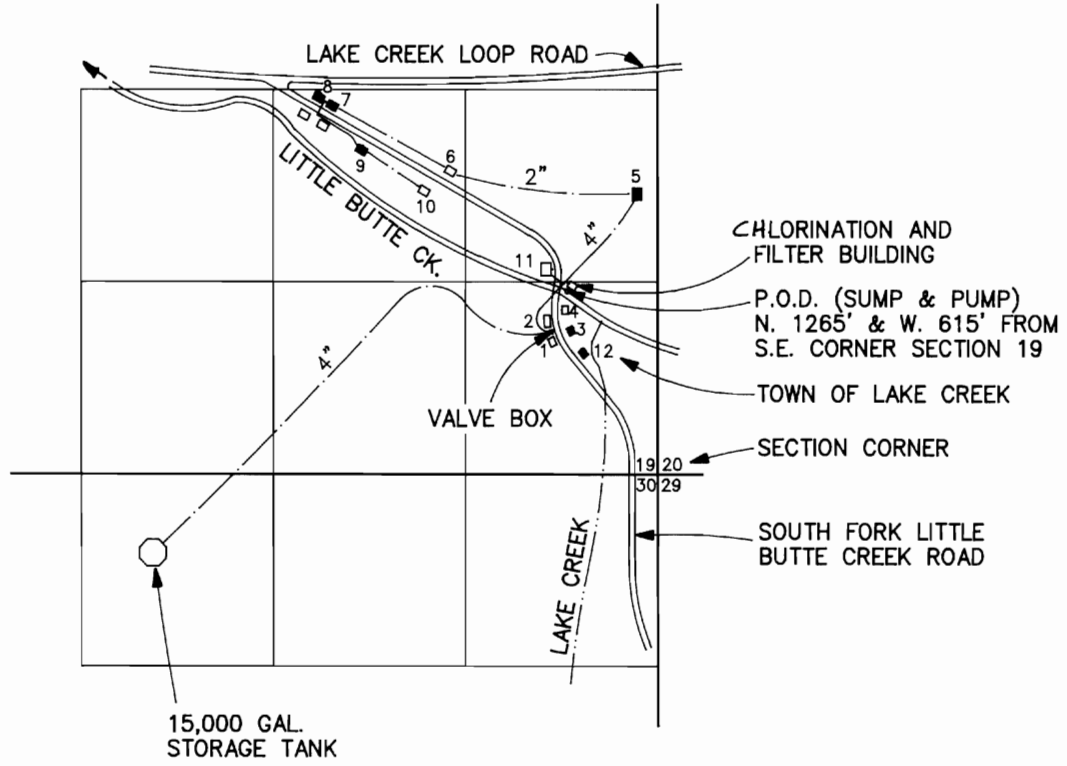 LAKE CREEK LOOP ROAD
8
7
6
2"
5
9
10
LITTLE BUTTE CK.
4"
CHLORINATION AND
FILTER BUILDING
11
P.O.D. (SUMP & PUMP)
N. 1265' & W. 615' FROM
S.E. CORNER SECTION 19
4
2
3
1
12
4"
TOWN OF LAKE CREEK
VALVE BOX
SECTION CORNER
19 20
30 29
SOUTH FORK LITTLE
BUTTE CREEK ROAD
LAKE CREEK
15,000 GAL.
STORAGE TANK